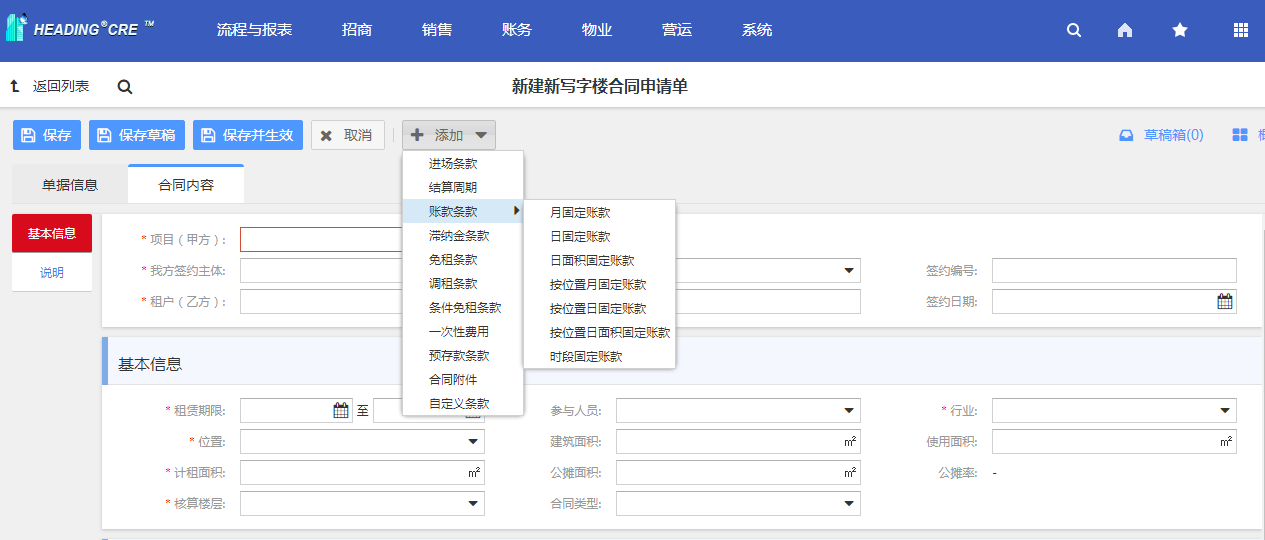 HEADING®CRE ™ 流程与报表 招商 销售 账务 物业 营运 系统
返回列表 新建新写字楼合同申请单
保存 保存草稿 保存并生效 取消 添加 草稿箱(0)
进场条款
单据信息 合同内容
结算周期
账款条款
滞纳金条款
免租条款
调租条款
条件免租条款
一次性费用
预存款条款
合同附件
自定义条款
月固定账款
日固定账款
日面积固定账款
按位置月固定账款
按位置日固定账款
按位置日面积固定账款
时段固定账款
基本信息
说明
* 项目（甲方）:
* 我方签约主体: 签约编号:
* 租户（乙方）: 签约日期:
基本信息
* 租赁期限: 至 参与人员: * 行业:
* 位置: 建筑面积: m² 使用面积: m²
* 计租面积: m² 公摊面积: m² 公摊率: -
* 核算楼层: 合同类型: